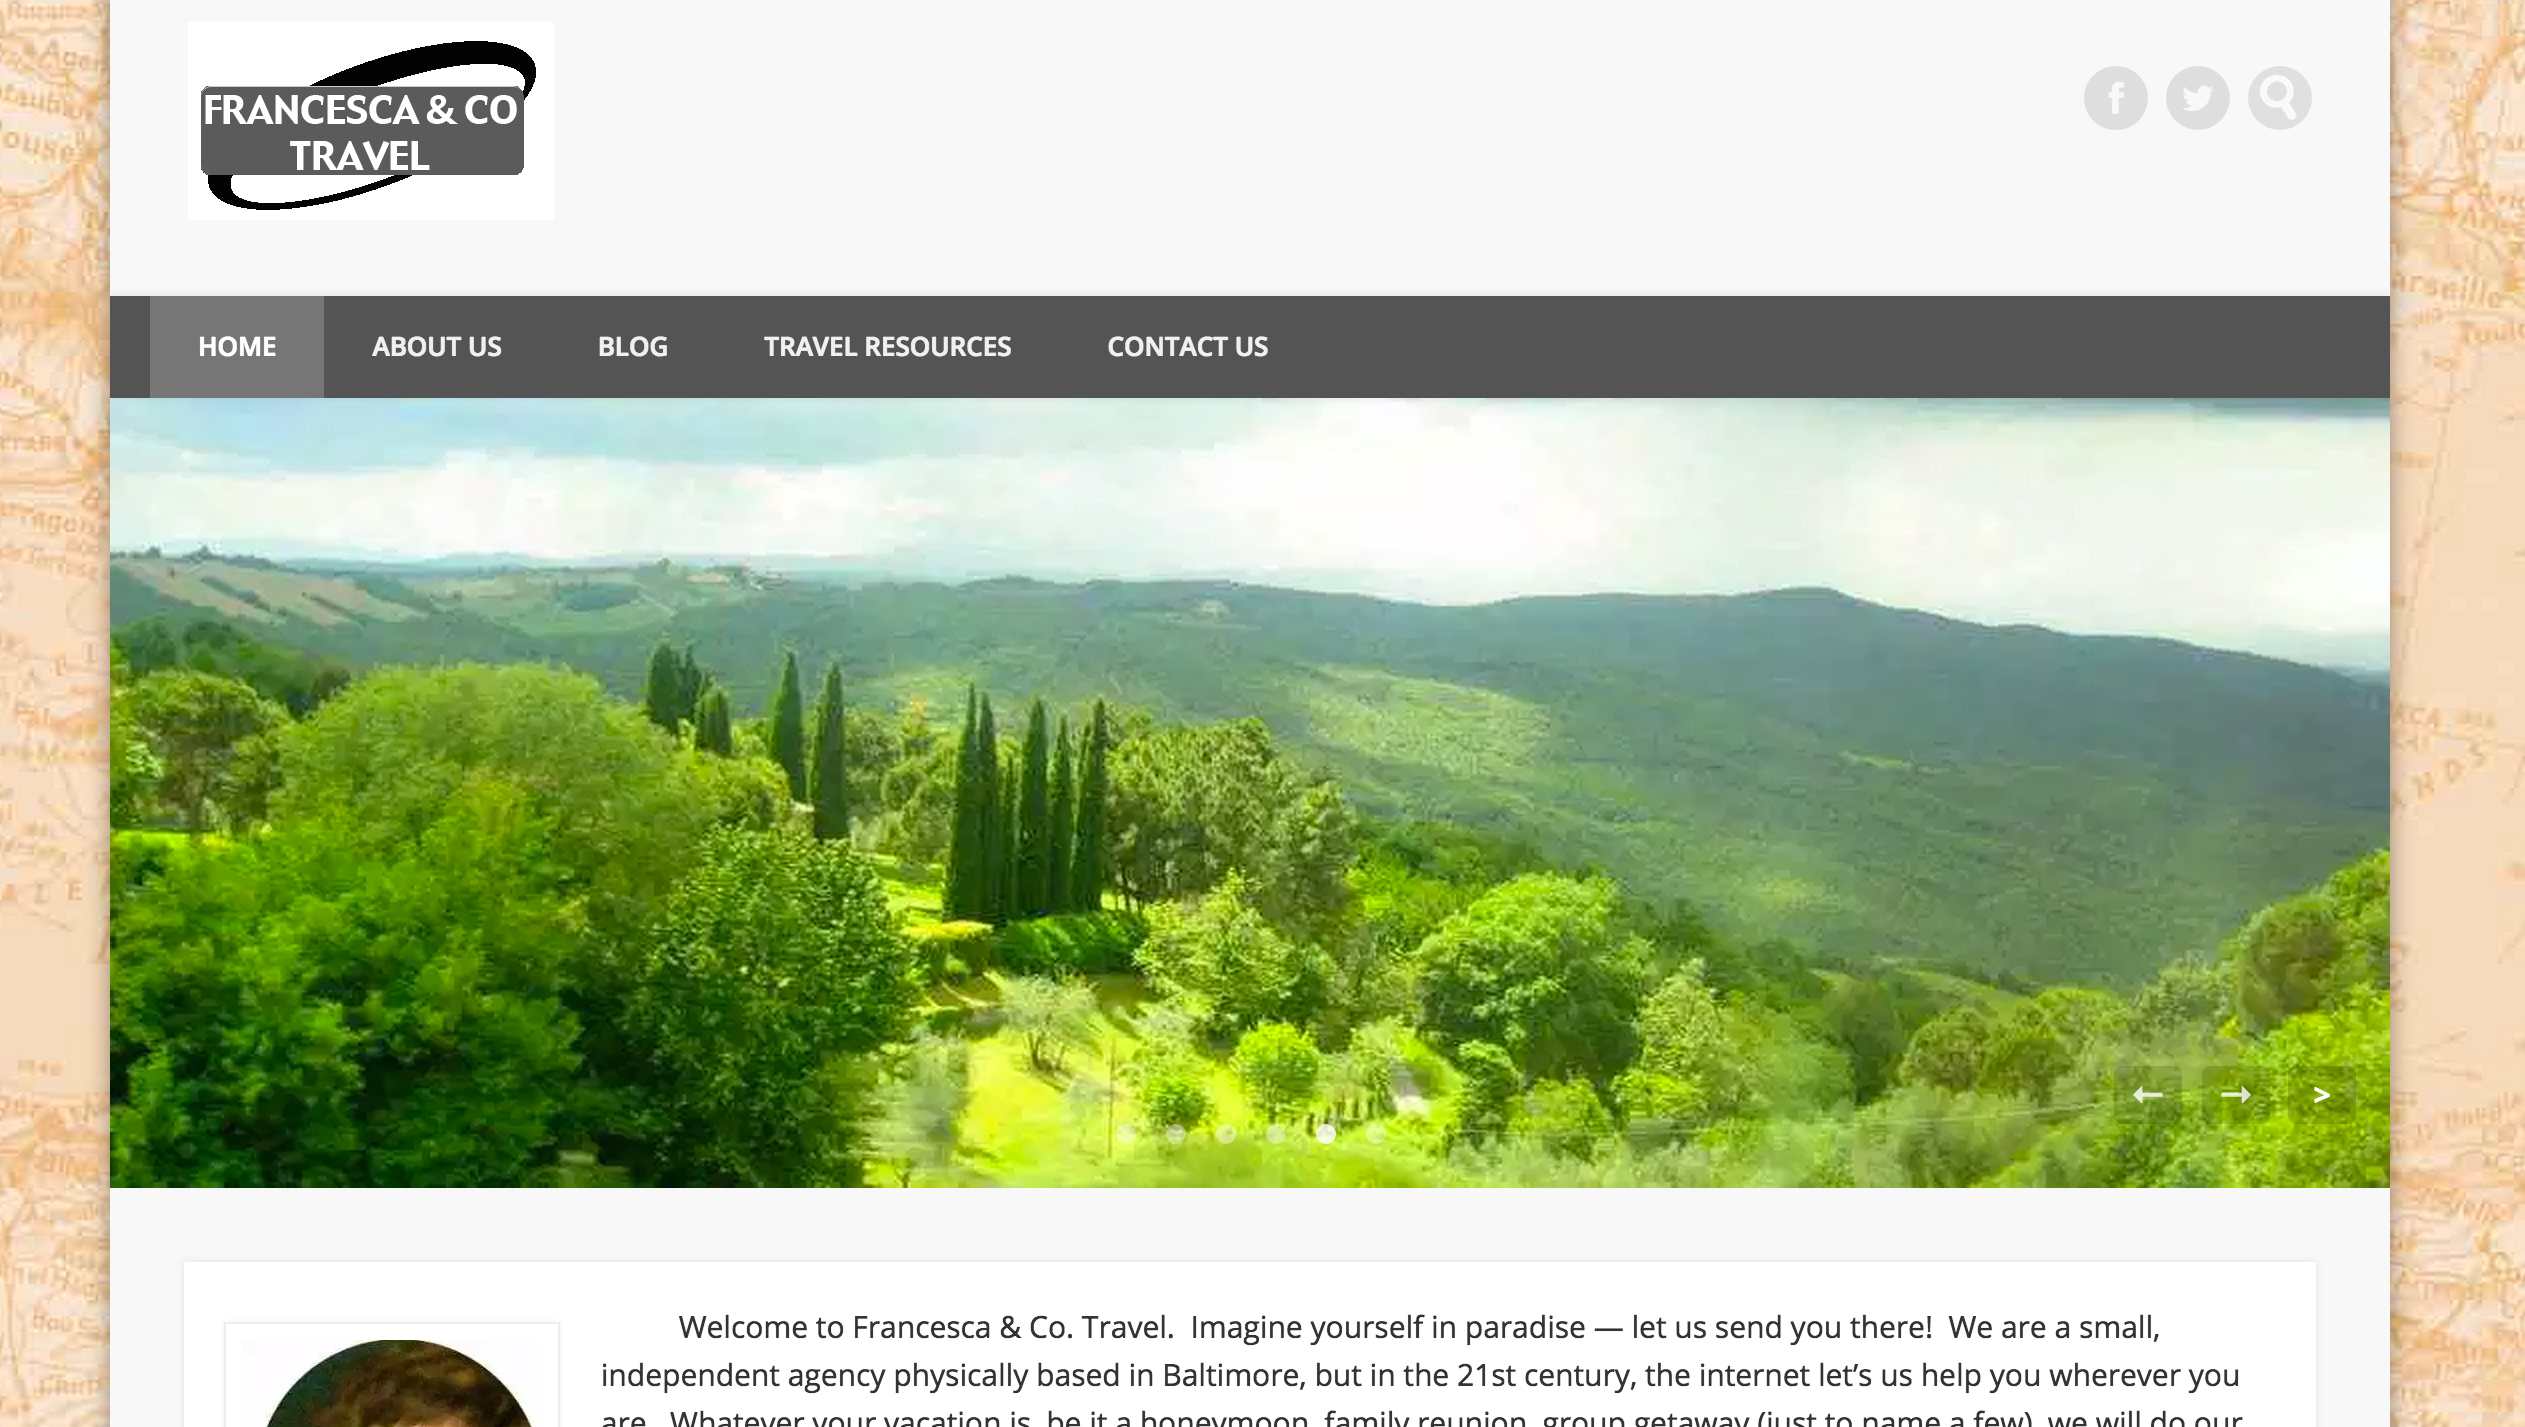 FRANCESCA & CO
TRAVEL
HOME
ABOUT US
BLOG
TRAVEL RESOURCES
CONTACT US
Welcome to Francesca & Co. Travel.  Imagine yourself in paradise — let us send you there!  We are a small,
independent agency physically based in Baltimore, but in the 21st century, the internet let’s us help you wherever you
are.  Whatever your vacation is, be it a honeymoon, family reunion, group getaway (just to name a few), we will do our